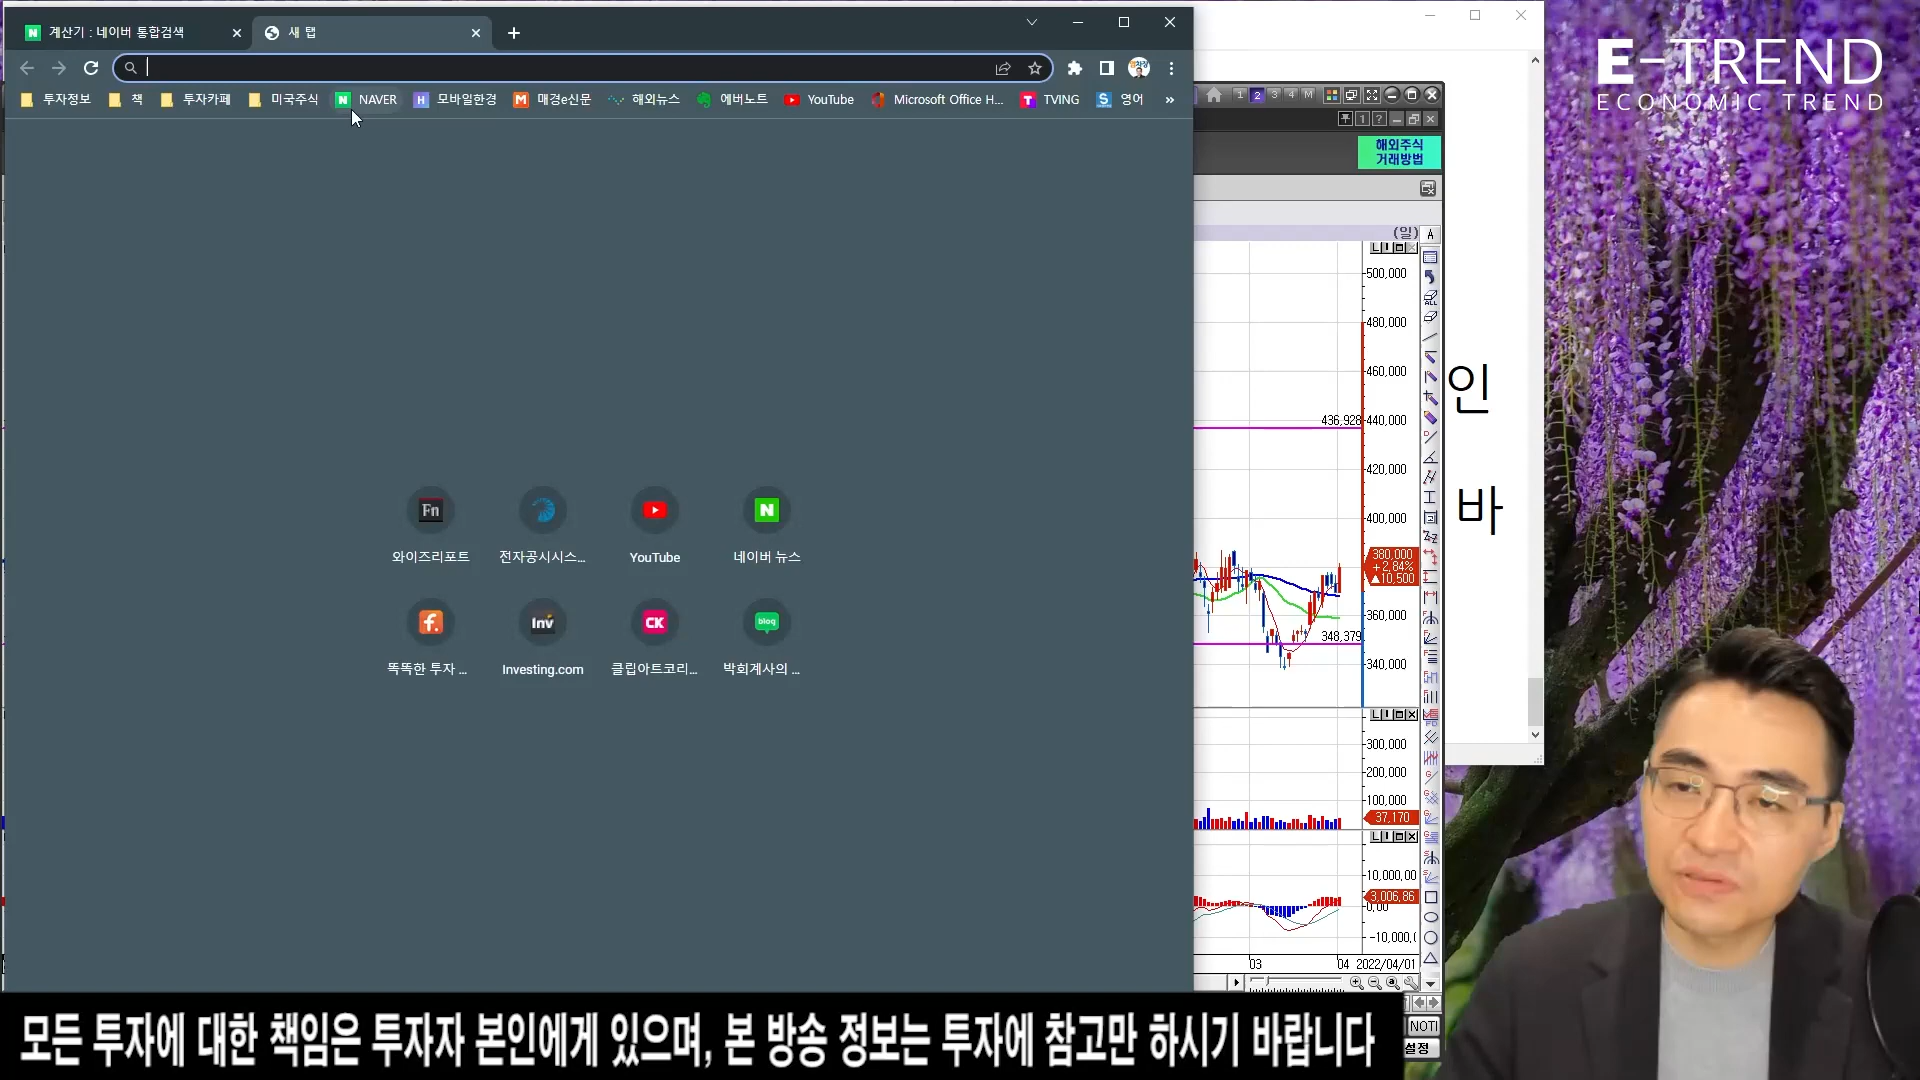 계산기 : 네이버 통합검색
새 탭
투자정보
책
투자카페
미국주식
NAVER
모바일한경
매경e신문
해외뉴스
에버노트
YouTube
Microsoft Office H...
TVING
영어
»
와이즈리포트
전자공시시스...
YouTube
네이버 뉴스
똑똑한 투자 ...
Investing.com
클립아트코리...
박회계사의 ...
Fn
N
f.
Inv
CK
blog
E-TREND
ECONOMIC TREND
1 2 3 4 M
해외주식
거래방법
(일)
A
500,000
480,000
460,000
436,928
440,000
420,000
400,000
380,000
+2,84%
▲10,500
360,000
348,379
340,000
300,000
200,000
100,000
37,170
10,000,00
3,006,86
0,00
-10,000,(
03
04 2022/04/01
NOTI
설정
인
바
모든 투자에 대한 책임은 투자자 본인에게 있으며, 본 방송 정보는 투자에 참고만 하시기 바랍니다